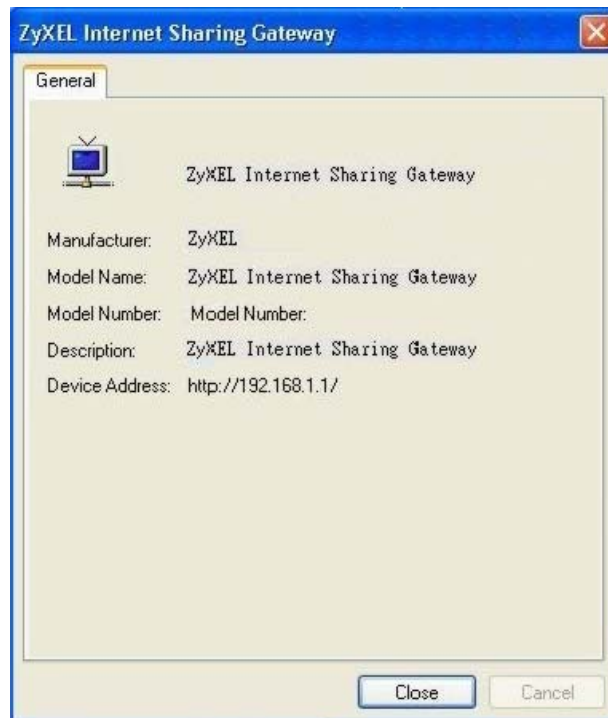 ZyXEL Internet Sharing Gateway
General
ZyXEL Internet Sharing Gateway
Manufacturer: ZyXEL
Model Name: ZyXEL Internet Sharing Gateway
Model Number: Model Number:
Description: ZyXEL Internet Sharing Gateway
Device Address: http://192.168.1.1/
Close Cancel